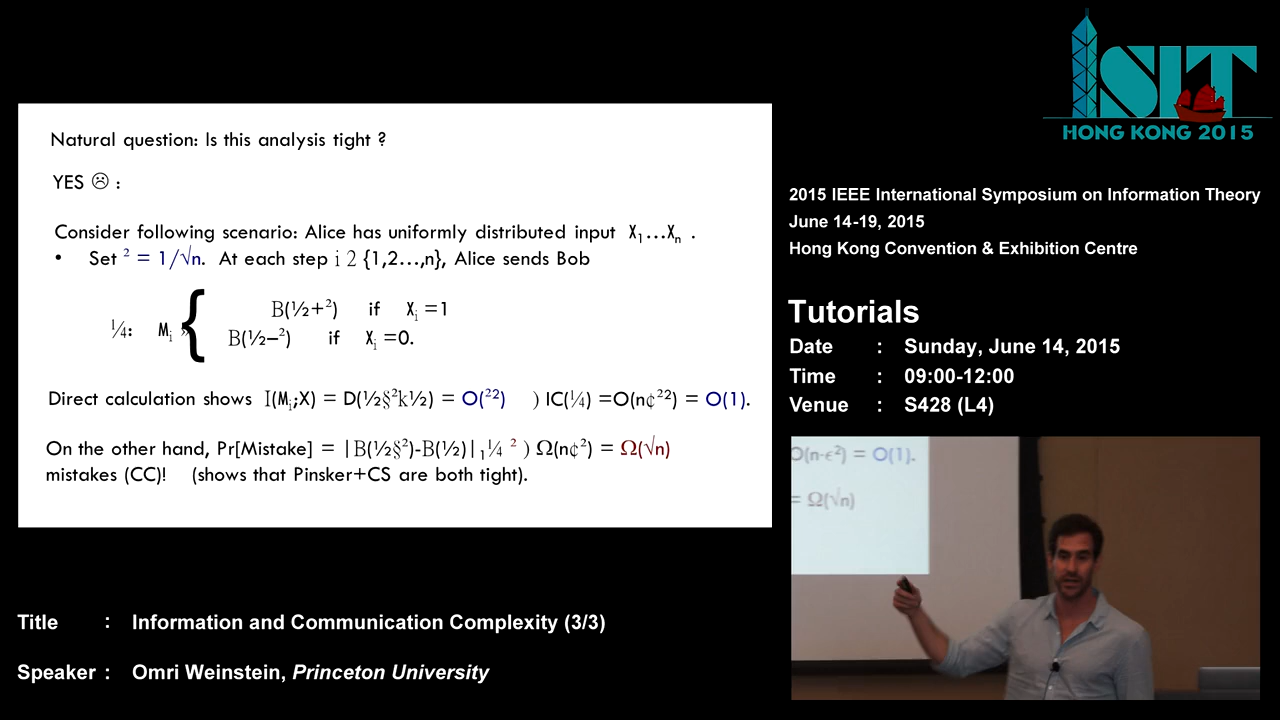 Natural question: Is this analysis tight ?
YES ☹ :
Consider following scenario: Alice has uniformly distributed input X₁…Xₙ .
• Set ² = 1/√n. At each step i 2 {1,2…,n}, Alice sends Bob
B(½+²) if Xᵢ =1
¼: Mᵢ » {
B(½–²) if Xᵢ =0.
Direct calculation shows I(Mᵢ;X) = D(½§²k½) = O(²²) ) IC(¼) =O(n¢²²) = O(1).
On the other hand, Pr[Mistake] = |B(½§²)-B(½)|₁¼ ² ) Ω(n¢²) = Ω(√n)
mistakes (CC)! (shows that Pinsker+CS are both tight).
ISIT
HONG KONG 2015
2015 IEEE International Symposium on Information Theory
June 14-19, 2015
Hong Kong Convention & Exhibition Centre
Tutorials
Date : Sunday, June 14, 2015
Time : 09:00-12:00
Venue : S428 (L4)
O(n·ϵ²) = O(1).
= Ω(√n)
Title : Information and Communication Complexity (3/3)
Speaker : Omri Weinstein, Princeton University